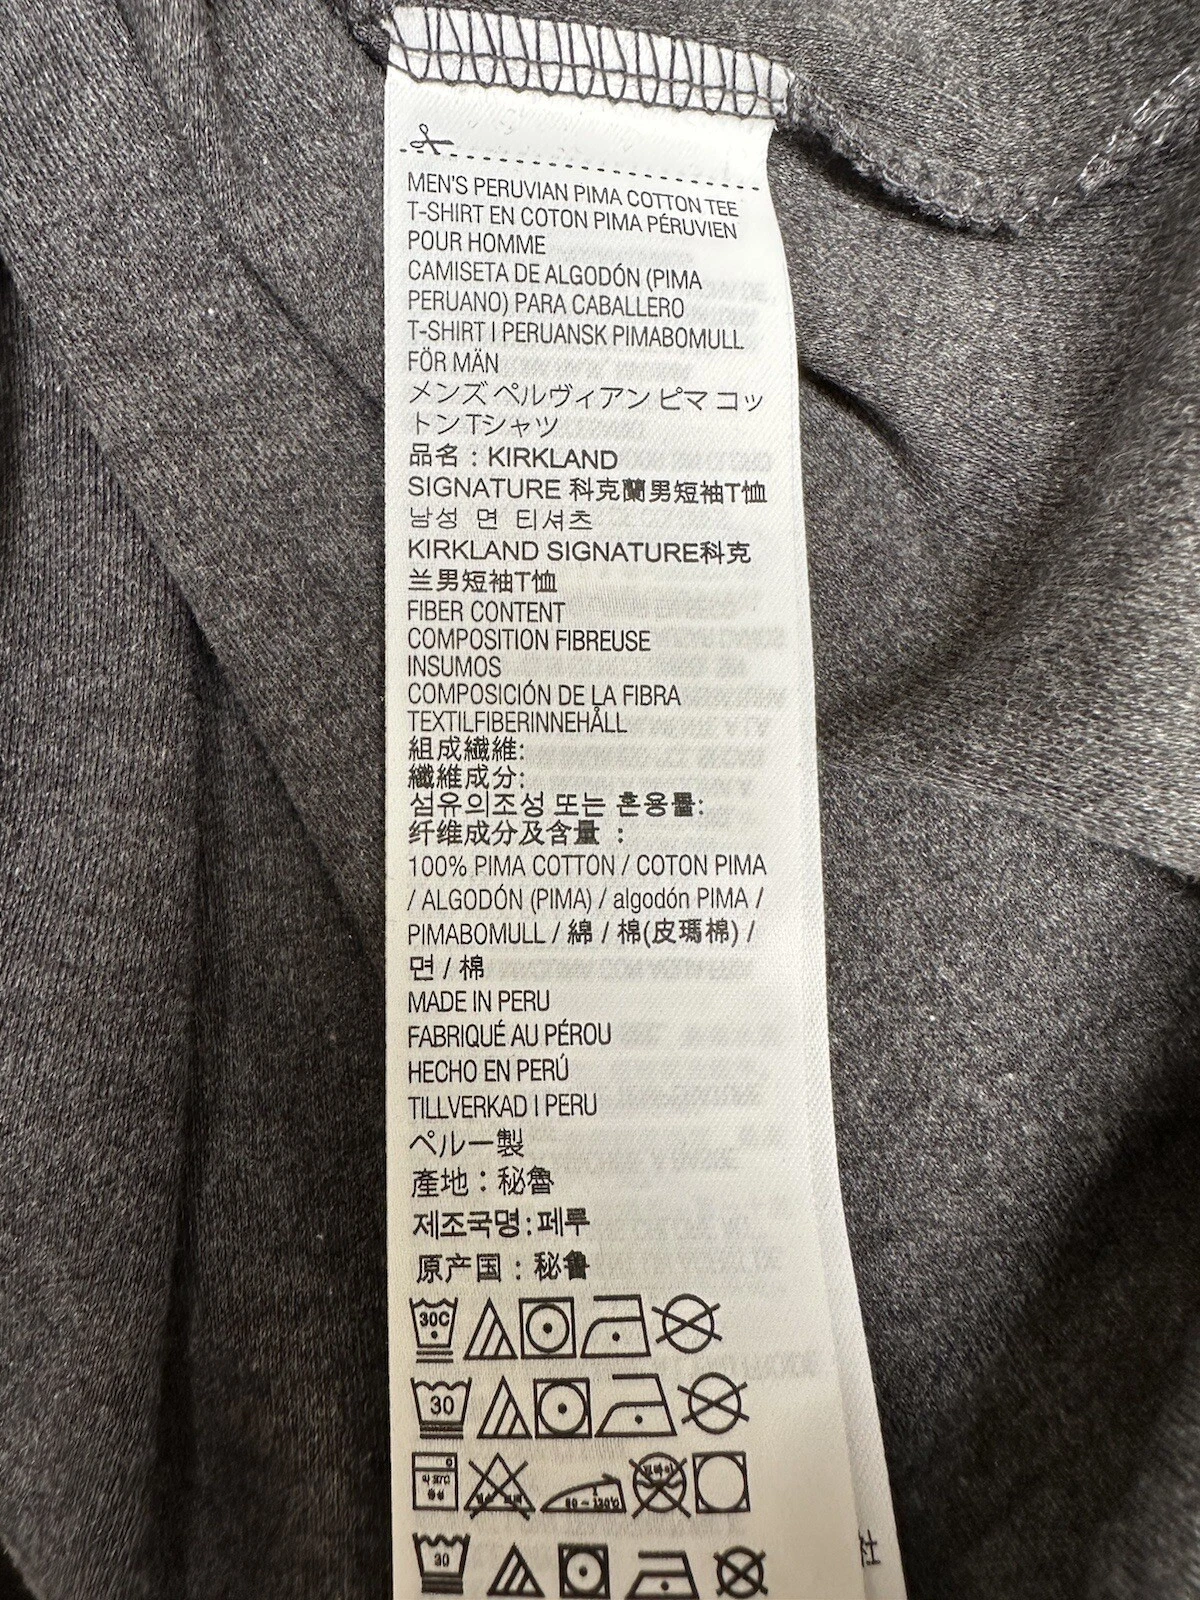 MEN'S PERUVIAN PIMA COTTON TEE
T-SHIRT EN COTON PIMA PÉRUVIEN
POUR HOMME
CAMISETA DE ALGODÓN (PIMA
PERUANO) PARA CABALLERO
T-SHIRT I PERUANSK PIMABOMULL
FÖR MÄN
メンズ ペルヴィアン ピマ コッ
トン Tシャツ
品名：KIRKLAND
SIGNATURE 科克蘭男短袖T恤
남성 면 티셔츠
KIRKLAND SIGNATURE科克
兰男短袖T恤
FIBER CONTENT
COMPOSITION FIBREUSE
INSUMOS
COMPOSICIÓN DE LA FIBRA
TEXTILFIBERINNEHÅLL
組成繊維:
纖維成分:
섬유의조성 또는 혼용률:
纤维成分及含量 ：
100% PIMA COTTON / COTON PIMA
/ ALGODÓN (PIMA) / algodón PIMA /
PIMABOMULL / 綿 / 棉(皮瑪棉) /
면 / 棉
MADE IN PERU
FABRIQUÉ AU PÉROU
HECHO EN PERÚ
TILLVERKAD I PERU
ペルー製
產地：秘魯
제조국명:페루
原产国：秘鲁
30C
30
80~120℃
30
社